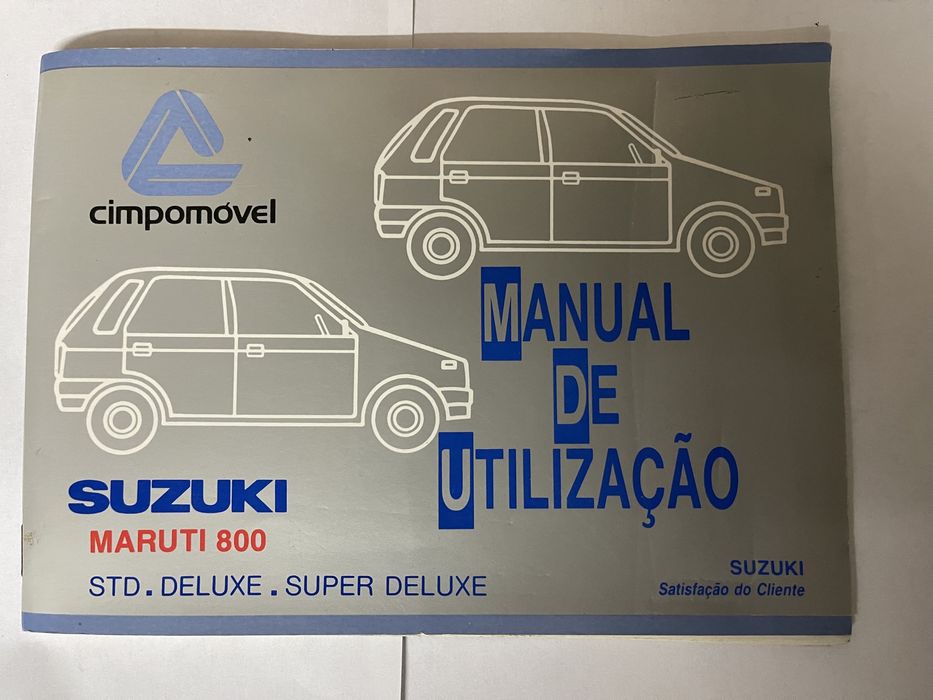 cimpomóvel
MANUAL
DE
UTILIZAÇÃO
SUZUKI
MARUTI 800
STD. DELUXE. SUPER DELUXE
SUZUKI
Satisfação do Cliente